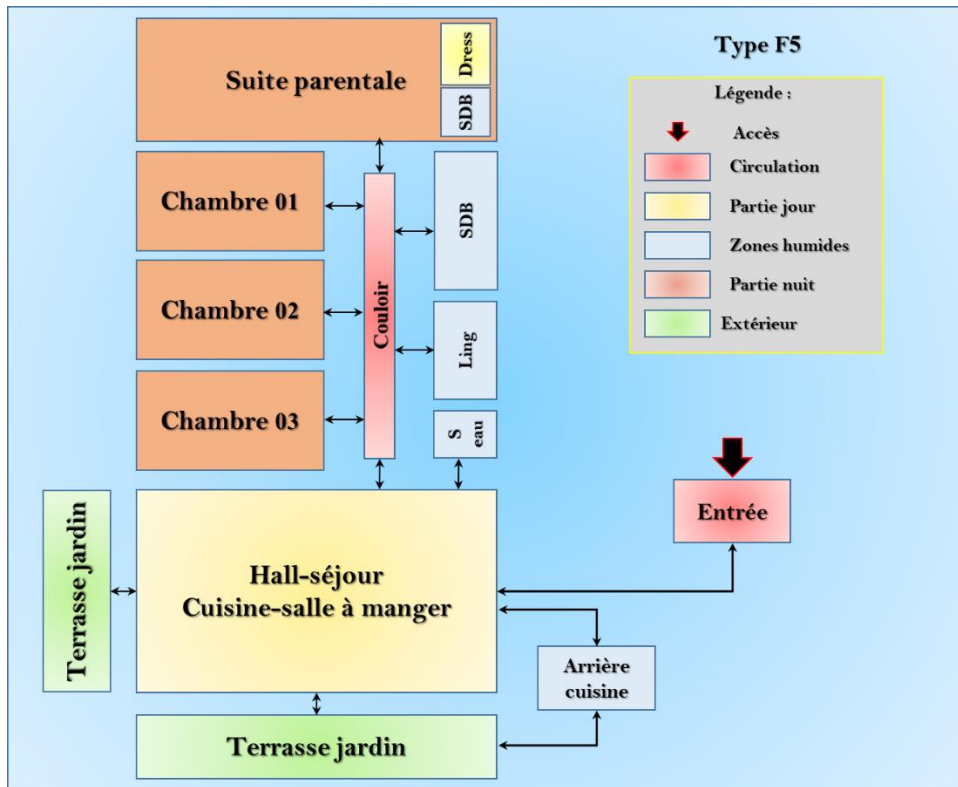 Type F5
Légende :
Accès
Circulation
Partie jour
Zones humides
Partie nuit
Extérieur
Suite parentale
Dress
SDB
Chambre 01
Chambre 02
Chambre 03
Couloir
SDB
Ling
S
eau
Entrée
Terrasse jardin
Hall-séjour
Cuisine-salle à manger
Arrière
cuisine
Terrasse jardin